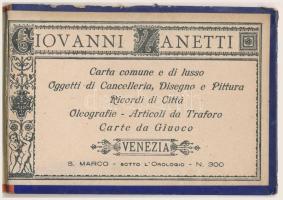 GIOVANNI ZANETTI
Carta comune e di lusso
Oggetti di Cancelleria, Disegno e Pittura
Ricordi di Città
Oleografie - Articoli da Traforo
Carte da Giuoco
VENEZIA
S. MARCO - SOTTO L'OROLOGIO - N. 300